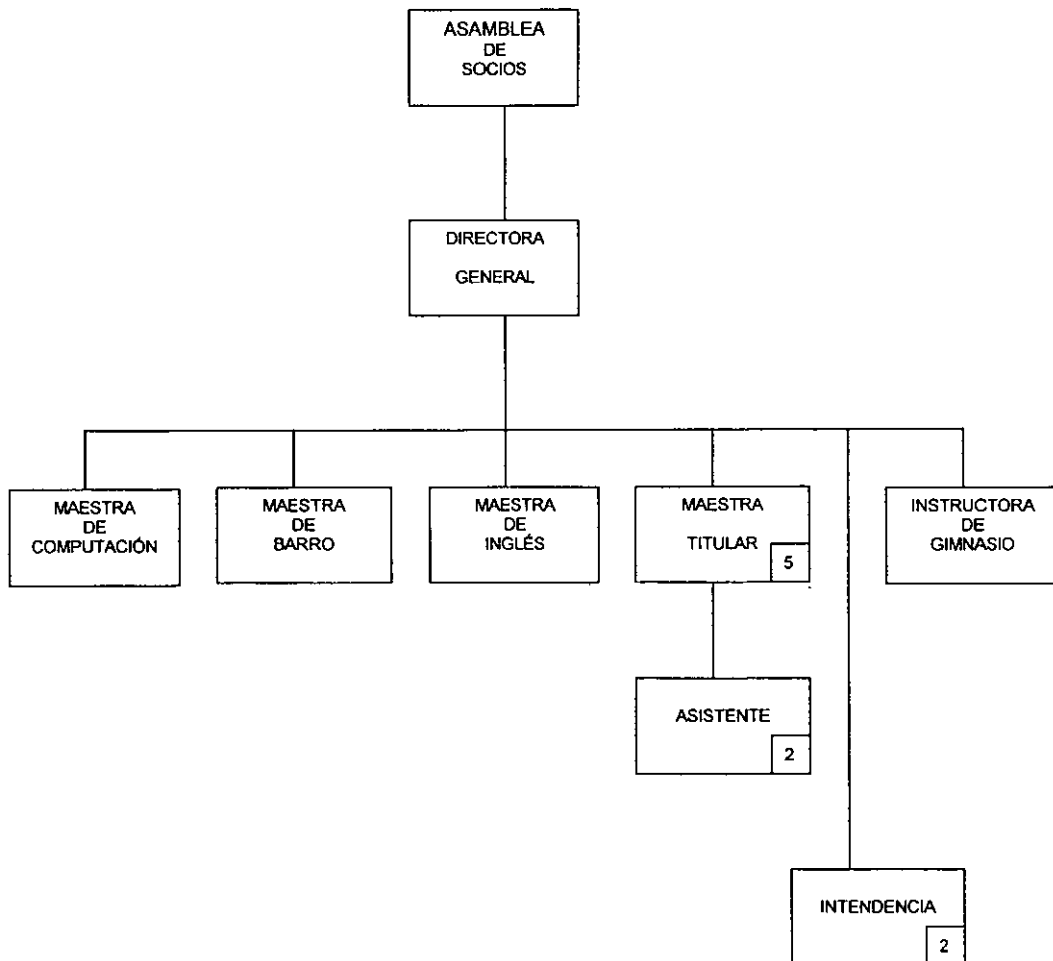 ASAMBLEA
DE
SOCIOS
DIRECTORA
GENERAL
MAESTRA
DE
COMPUTACIÓN
MAESTRA
DE
BARRO
MAESTRA
DE
INGLÉS
MAESTRA
TITULAR
5
INSTRUCTORA
DE
GIMNASIO
ASISTENTE
2
INTENDENCIA
2